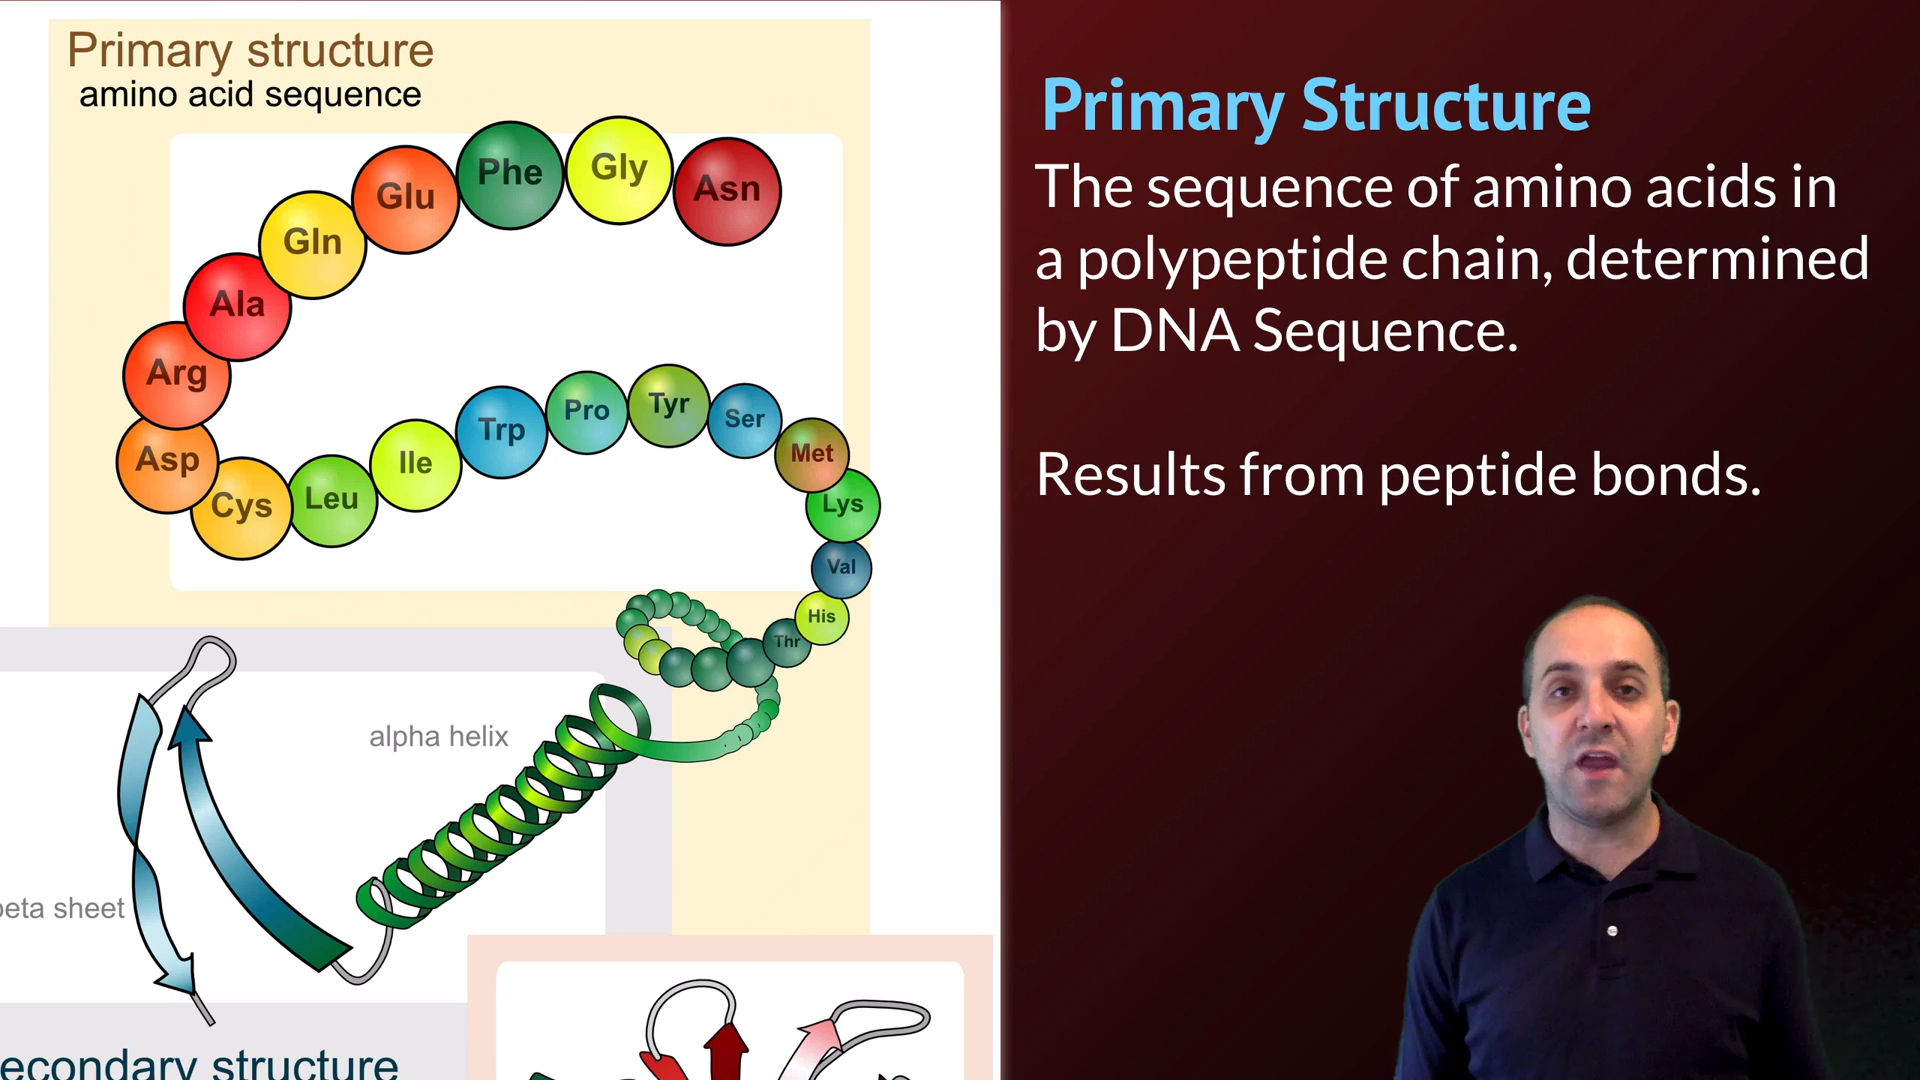 Primary structure
amino acid sequence
Asn
Gly
Phe
Glu
Gln
Ala
Arg
Asp
Cys
Leu
Ile
Trp
Pro
Tyr
Ser
Met
Lys
Val
His
Thr
alpha helix
eta sheet
econdary structure
Primary Structure
The sequence of amino acids in
a polypeptide chain, determined
by DNA Sequence.
Results from peptide bonds.